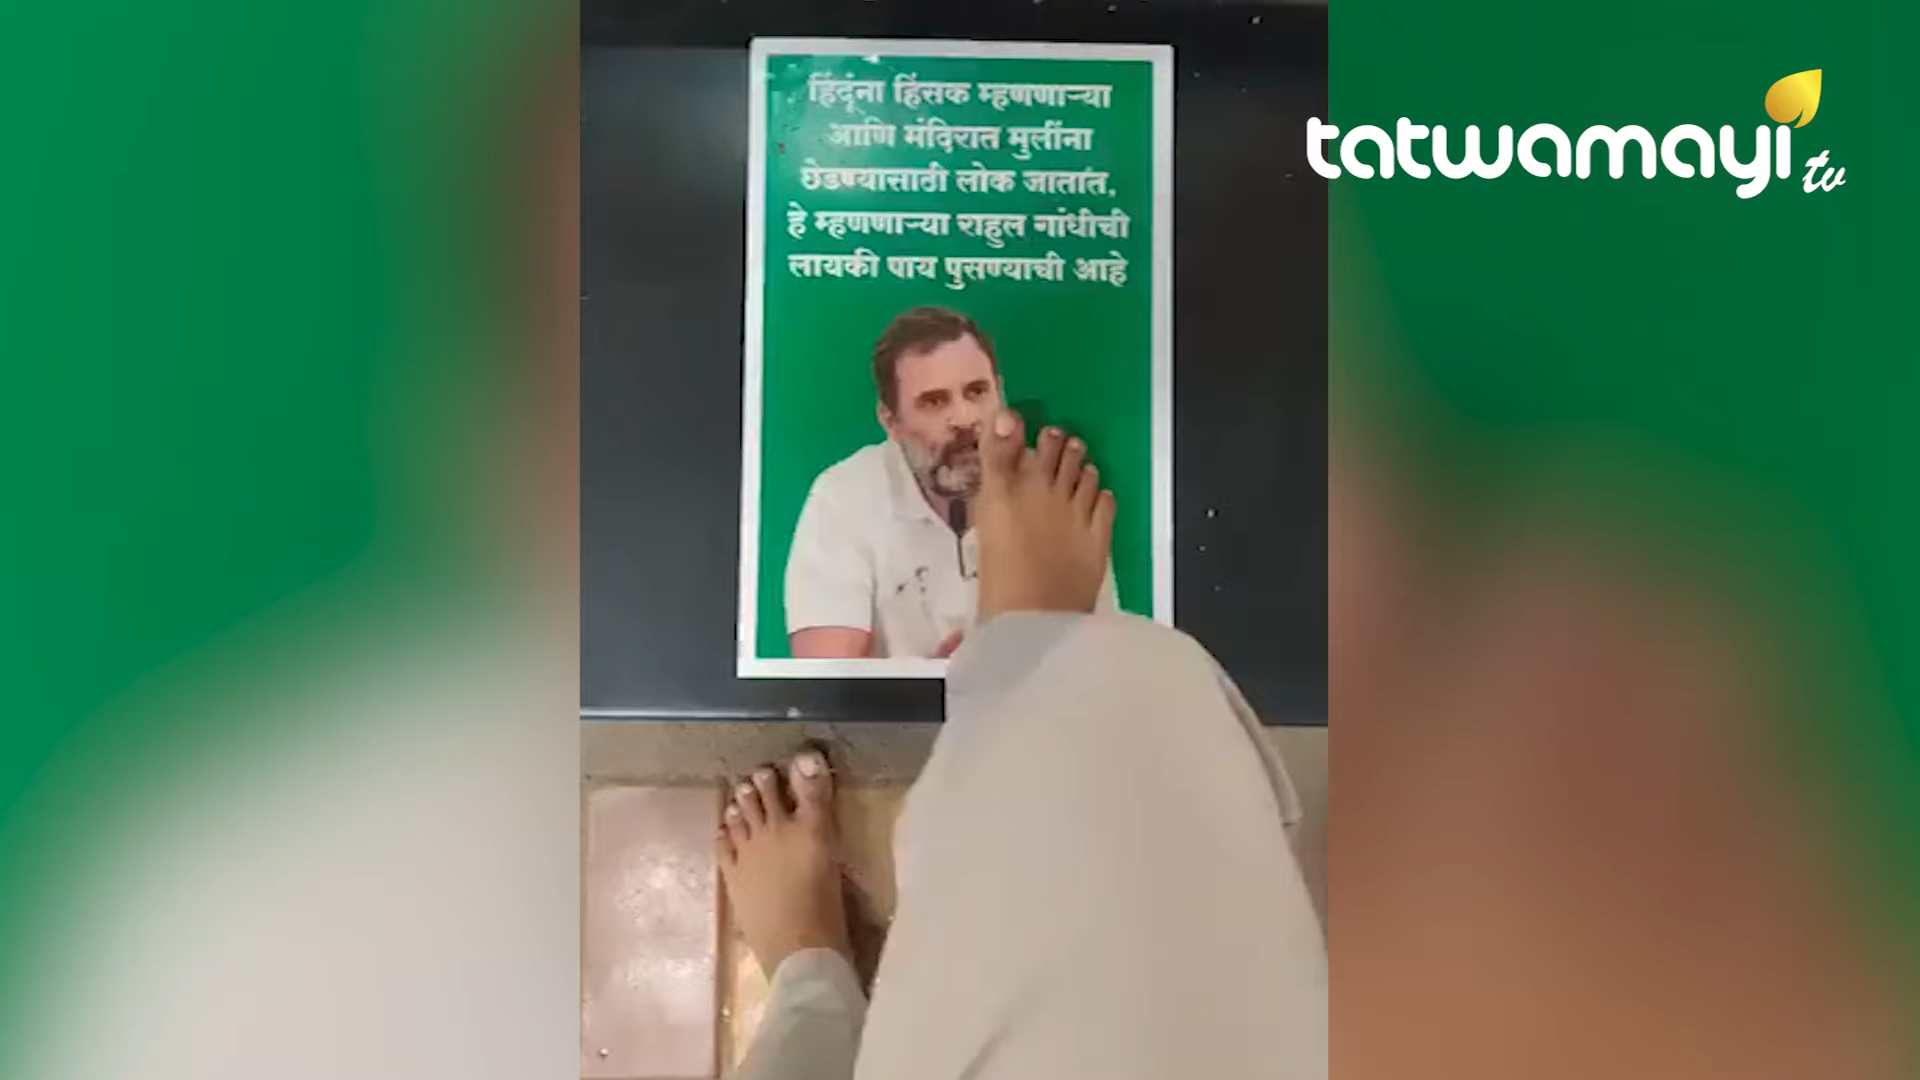 हिंदूंना हिंसक म्हणणाऱ्या
आणि मंदिरात मुलींना
छेडण्यासाठी लोक जातात,
हे म्हणणाऱ्या राहुल गांधीची
लायकी पाय पुसण्याची आहे
tatwamayi tv